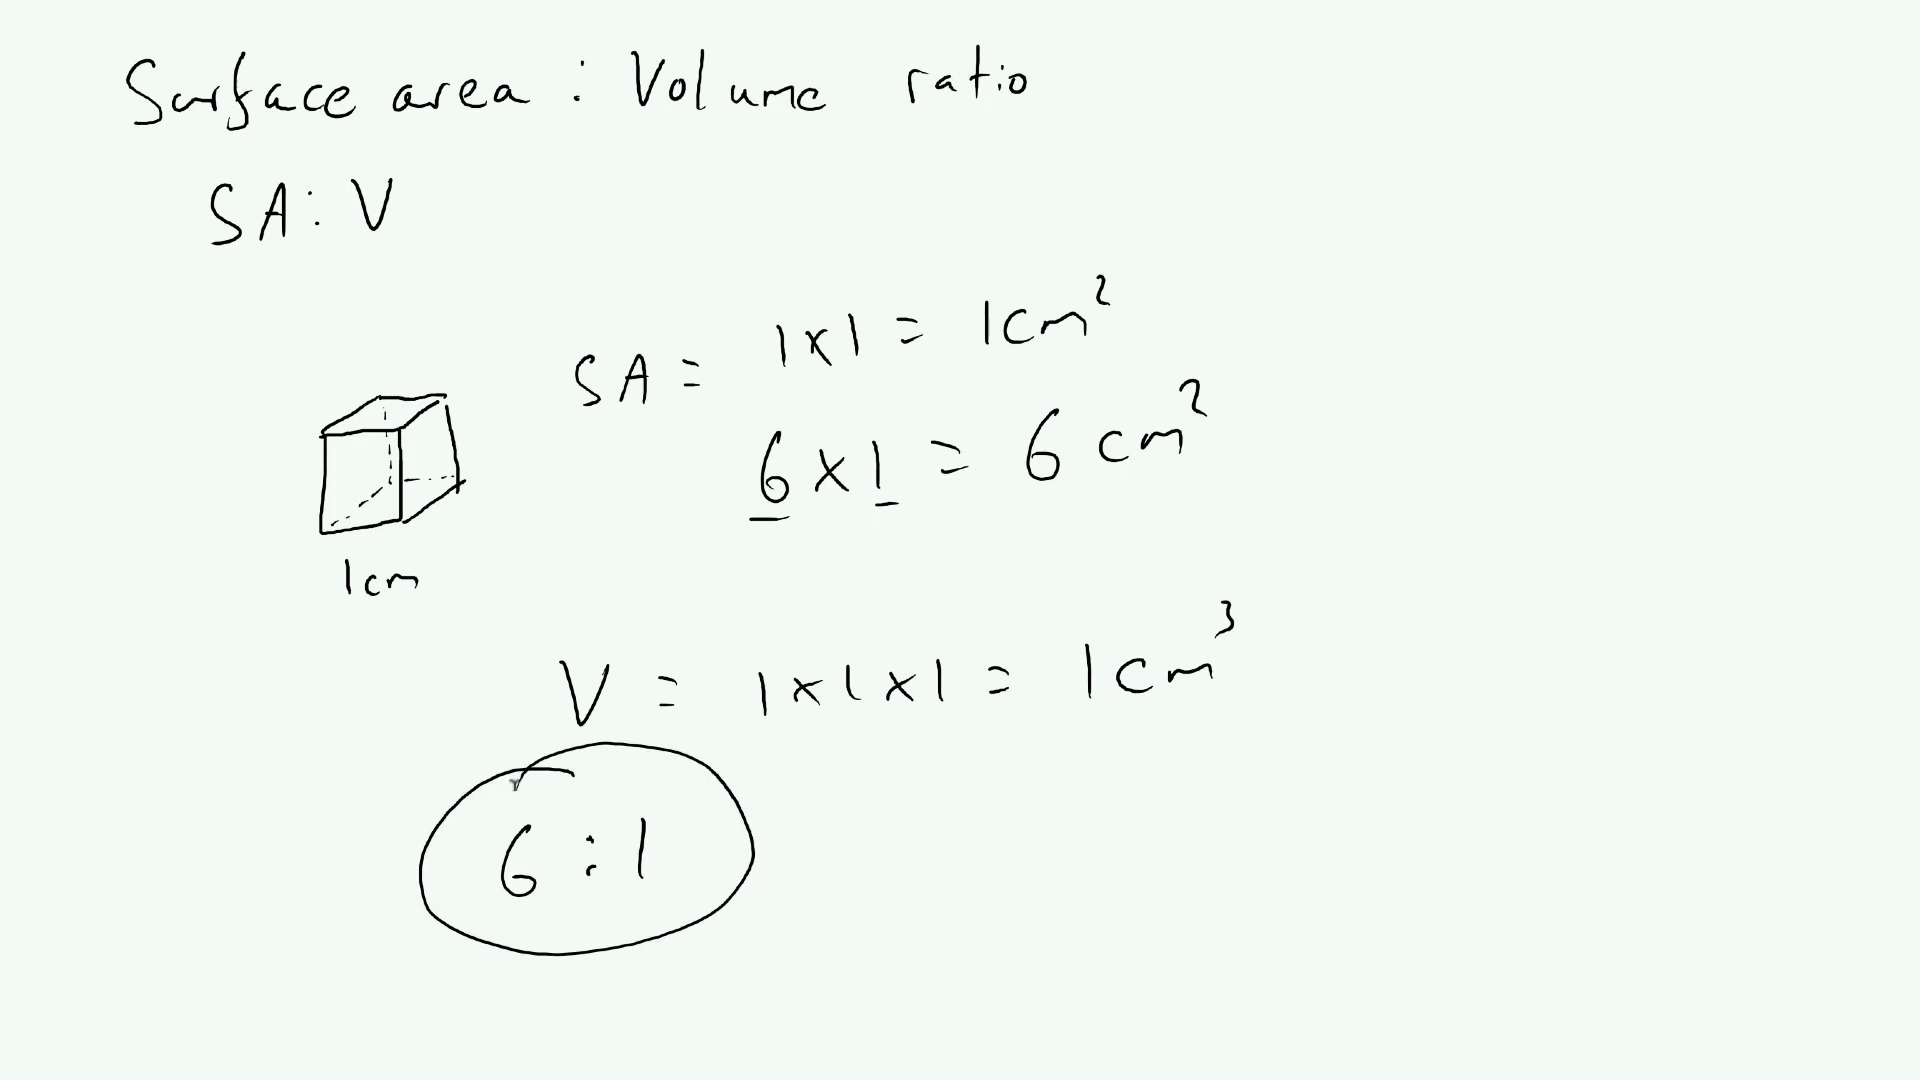 Surface area : Volume ratio
SA : V
SA = 1x1 = 1cm²
6x1 = 6 cm²
1cm
V = 1x1x1 = 1cm³
6 : 1